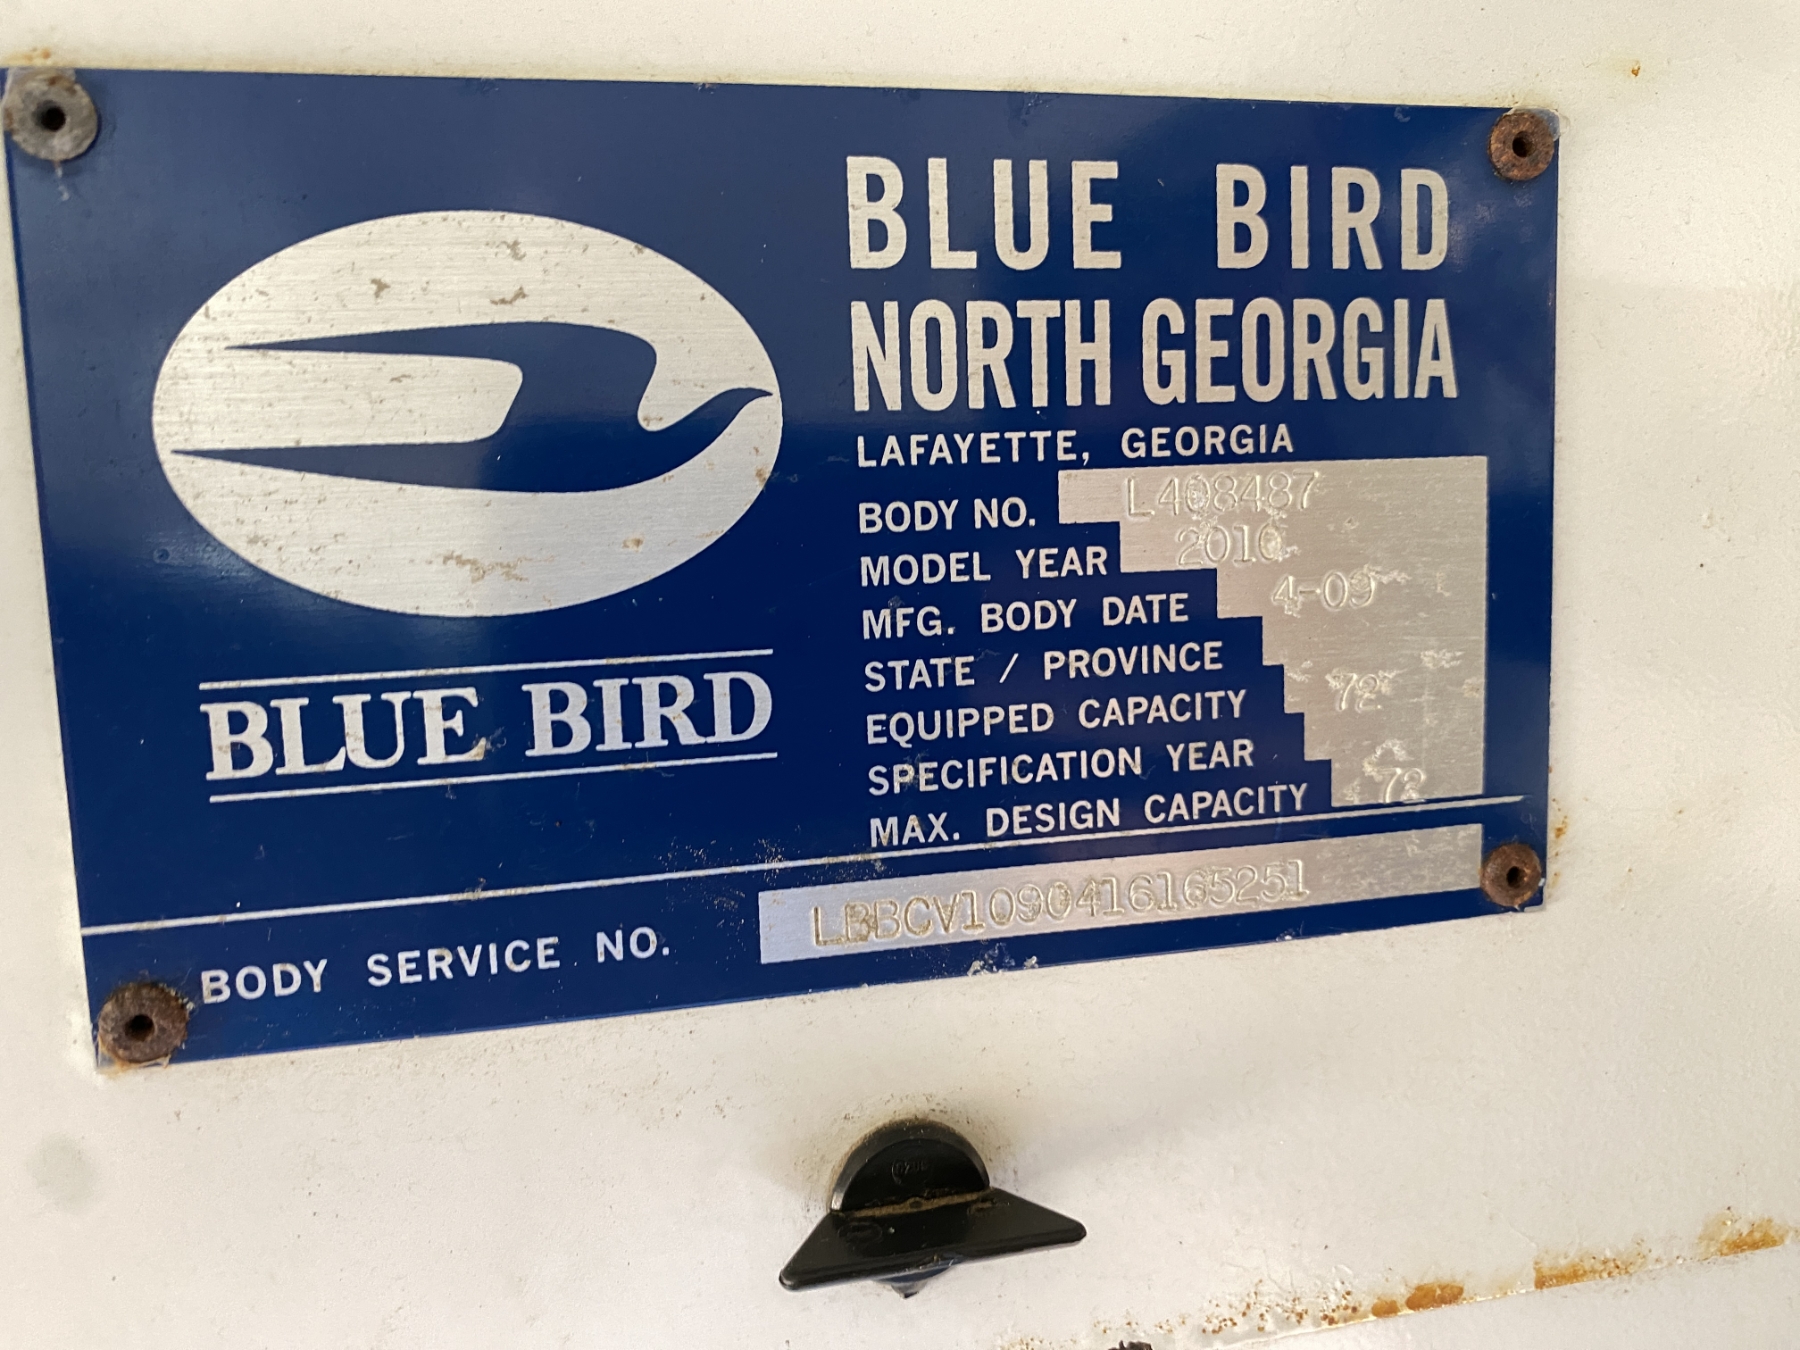 BLUE BIRD
NORTH GEORGIA
LAFAYETTE, GEORGIA
BODY NO. L408487
MODEL YEAR 2010
MFG. BODY DATE 4-09
STATE / PROVINCE
EQUIPPED CAPACITY 72
SPECIFICATION YEAR
MAX. DESIGN CAPACITY 72
BLUE BIRD
BODY SERVICE NO. LBBCV1090416165251